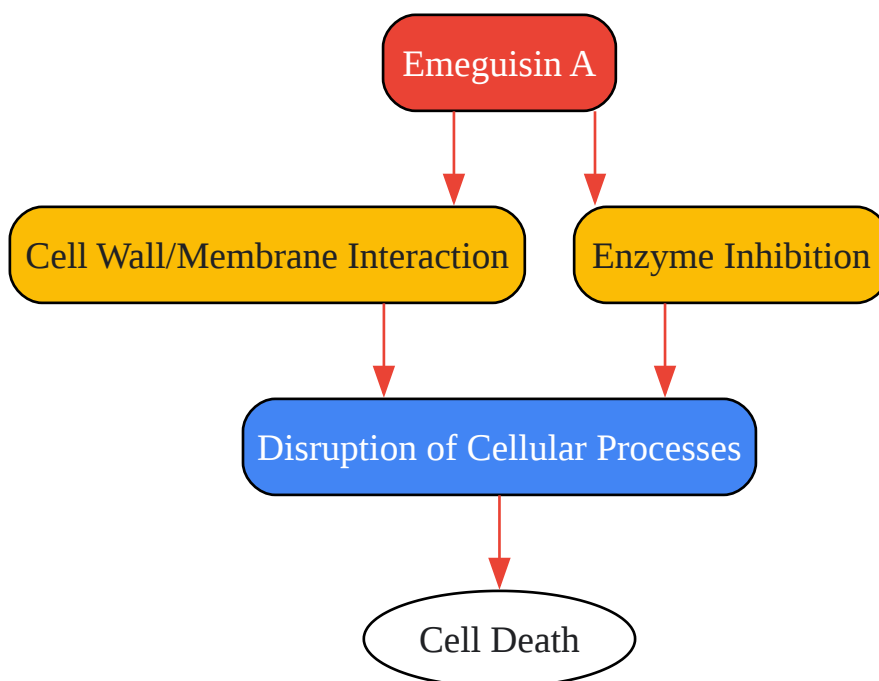 Emeguisin A
Cell Wall/Membrane Interaction
Enzyme Inhibition
Disruption of Cellular Processes
Cell Death